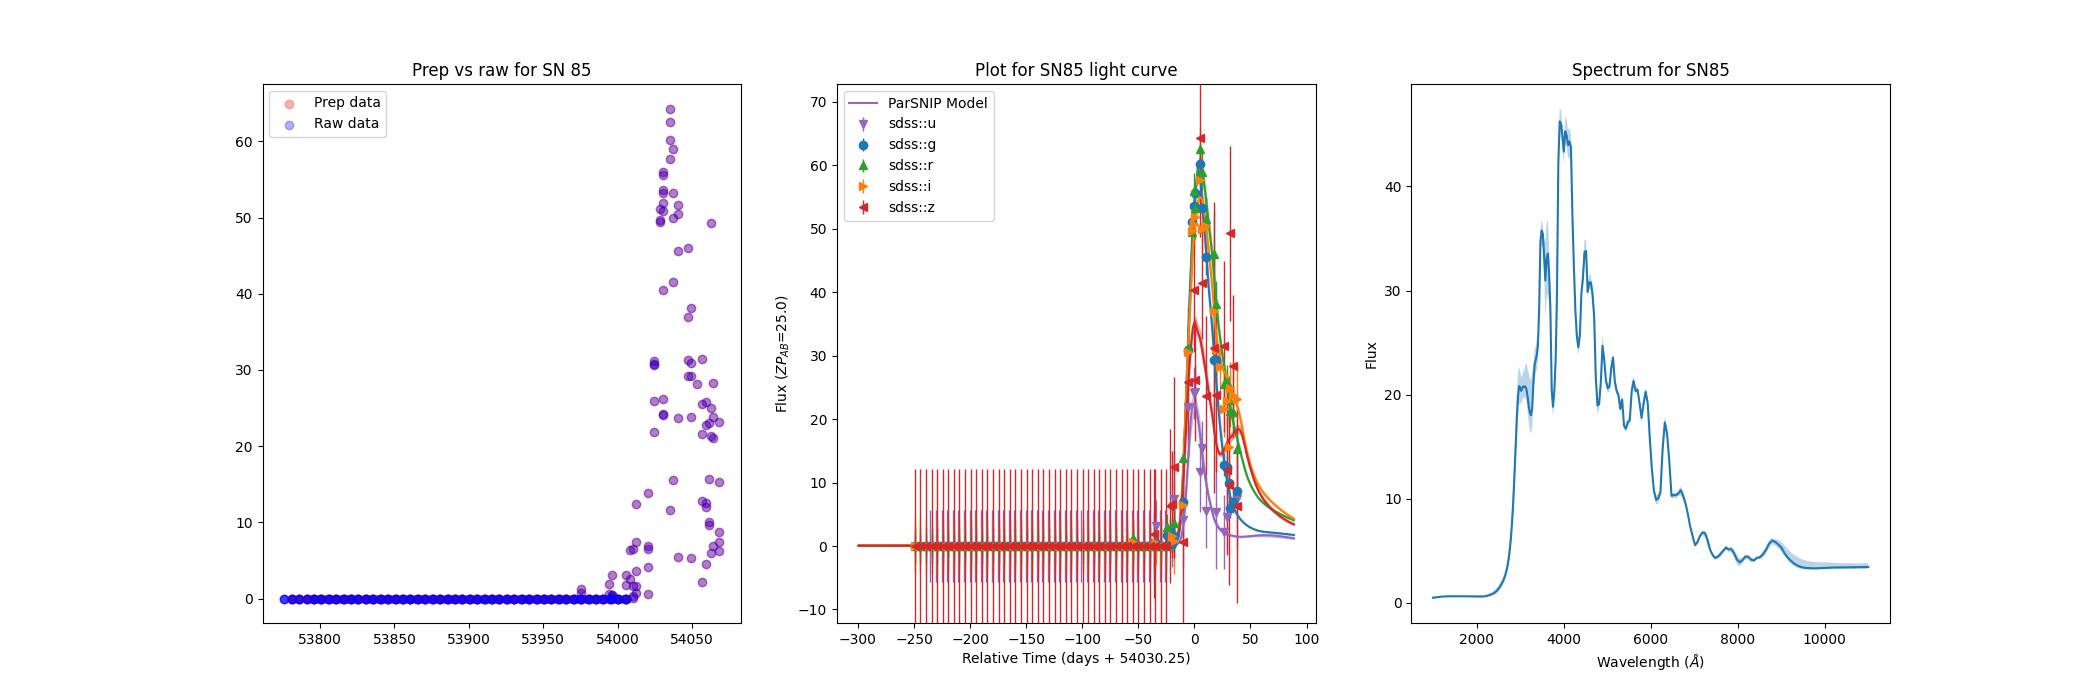 Prep vs raw for SN 85
Prep data
Raw data
60
50
40
30
20
10
0
53800
53850
53900
53950
54000
54050
Plot for SN85 light curve
ParSNIP Model
sdss::u
sdss::g
sdss::r
sdss::i
sdss::z
Flux (ZP_AB=25.0)
70
60
50
40
30
20
10
0
−10
−300
−250
−200
−150
−100
−50
0
50
100
Relative Time (days + 54030.25)
Spectrum for SN85
Flux
40
30
20
10
0
2000
4000
6000
8000
10000
Wavelength (Å)